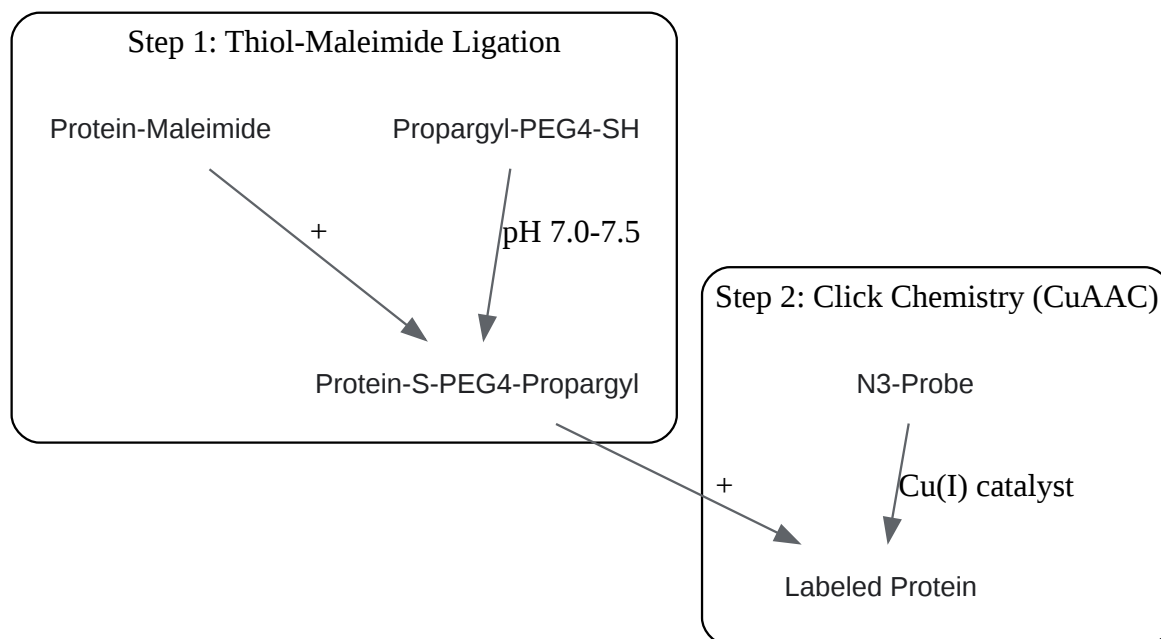 Step 1: Thiol-Maleimide Ligation
Protein-Maleimide
Propargyl-PEG4-SH
+
pH 7.0-7.5
Protein-S-PEG4-Propargyl
Step 2: Click Chemistry (CuAAC)
N3-Probe
+
Cu(I) catalyst
Labeled Protein